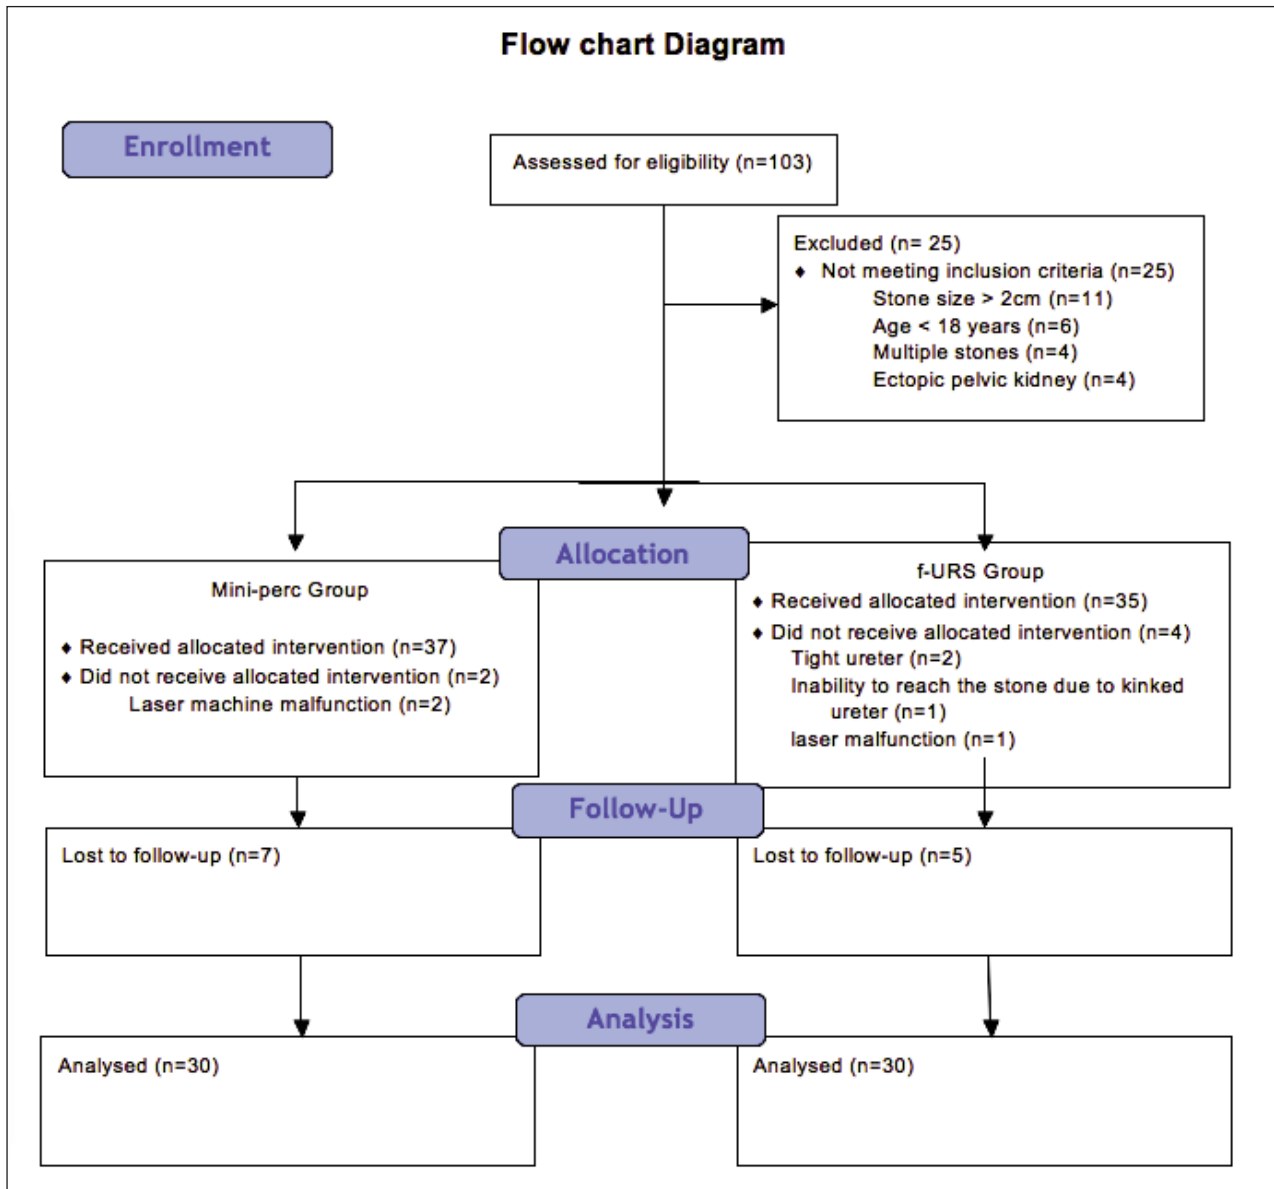 Flow chart Diagram
Enrollment
Assessed for eligibility (n=103)
Excluded (n= 25)
♦ Not meeting inclusion criteria (n=25)
Stone size > 2cm (n=11)
Age < 18 years (n=6)
Multiple stones (n=4)
Ectopic pelvic kidney (n=4)
Allocation
Mini-perc Group
♦ Received allocated intervention (n=37)
♦ Did not receive allocated intervention (n=2)
Laser machine malfunction (n=2)
f-URS Group
♦ Received allocated intervention (n=35)
♦ Did not receive allocated intervention (n=4)
Tight ureter (n=2)
Inability to reach the stone due to kinked
ureter (n=1)
laser malfunction (n=1)
Follow-Up
Lost to follow-up (n=7)
Lost to follow-up (n=5)
Analysis
Analysed (n=30)
Analysed (n=30)